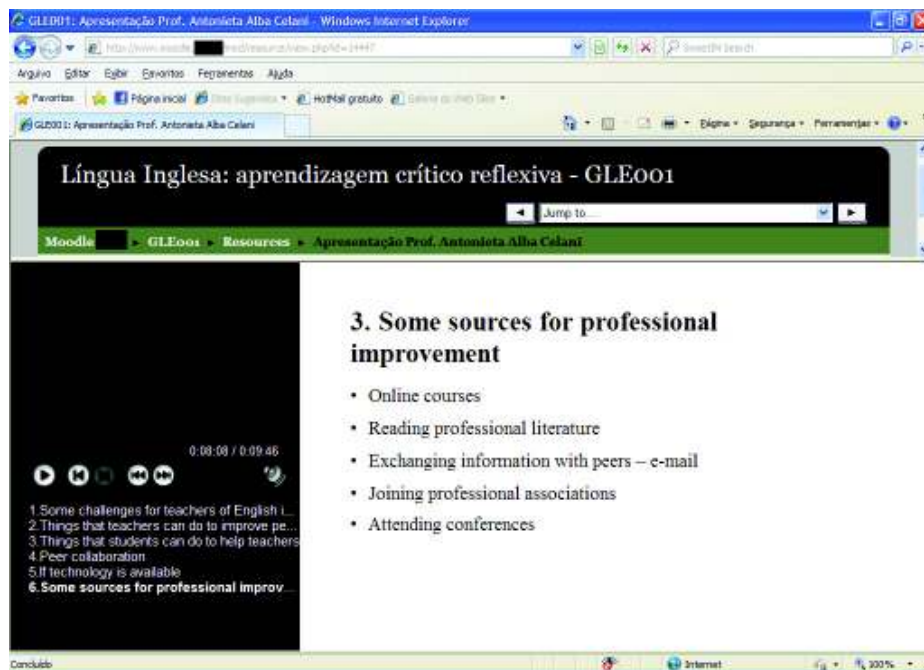 GLE001: Apresentação Prof. Antonieta Alba Celani - Windows Internet Explorer
Arquivo Editar Exibir Favoritos Ferramentas Ajuda
Favoritos Página inicial HotMail gratuito
GLE001: Apresentação Prof. Antonieta Alba Celani Página Segurança Ferramentas
Língua Inglesa: aprendizagem crítico reflexiva - GLE001
Jump to...
Moodle GLE001 Resources Apresentação Prof. Antonieta Alba Celani
3. Some sources for professional
improvement
• Online courses
• Reading professional literature
• Exchanging information with peers – e-mail
• Joining professional associations
• Attending conferences
0:08:08 / 0:09:46
1.Some challenges for teachers of English i...
2.Things that teachers can do to improve pe...
3.Things that students can do to help teachers
4.Peer collaboration
5.If technology is available
6.Some sources for professional improv...
Concluído Internet 100%